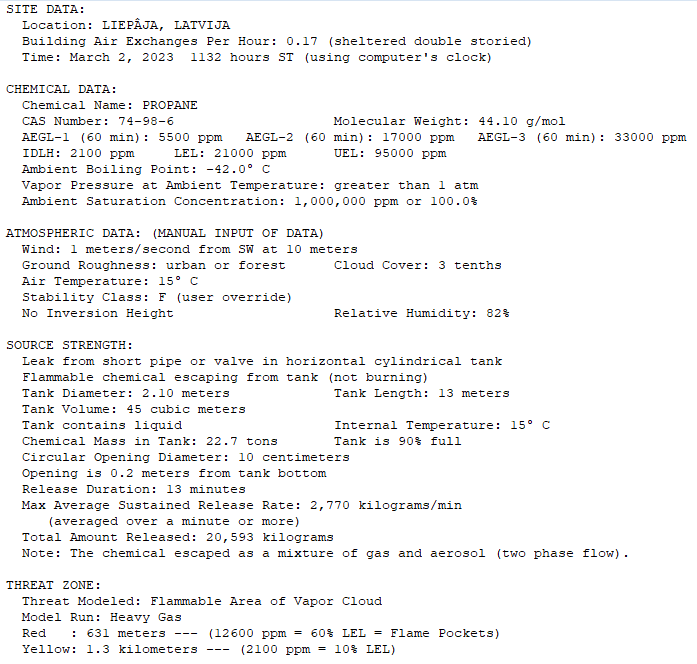 SITE DATA:
Location: LIEPÂJA, LATVIJA
Building Air Exchanges Per Hour: 0.17 (sheltered double storied)
Time: March 2, 2023 1132 hours ST (using computer's clock)
CHEMICAL DATA:
Chemical Name: PROPANE
CAS Number: 74-98-6 Molecular Weight: 44.10 g/mol
AEGL-1 (60 min): 5500 ppm AEGL-2 (60 min): 17000 ppm AEGL-3 (60 min): 33000 ppm
IDLH: 2100 ppm LEL: 21000 ppm UEL: 95000 ppm
Ambient Boiling Point: -42.0° C
Vapor Pressure at Ambient Temperature: greater than 1 atm
Ambient Saturation Concentration: 1,000,000 ppm or 100.0%
ATMOSPHERIC DATA: (MANUAL INPUT OF DATA)
Wind: 1 meters/second from SW at 10 meters
Ground Roughness: urban or forest Cloud Cover: 3 tenths
Air Temperature: 15° C
Stability Class: F (user override)
No Inversion Height Relative Humidity: 82%
SOURCE STRENGTH:
Leak from short pipe or valve in horizontal cylindrical tank
Flammable chemical escaping from tank (not burning)
Tank Diameter: 2.10 meters Tank Length: 13 meters
Tank Volume: 45 cubic meters
Tank contains liquid Internal Temperature: 15° C
Chemical Mass in Tank: 22.7 tons Tank is 90% full
Circular Opening Diameter: 10 centimeters
Opening is 0.2 meters from tank bottom
Release Duration: 13 minutes
Max Average Sustained Release Rate: 2,770 kilograms/min
(averaged over a minute or more)
Total Amount Released: 20,593 kilograms
Note: The chemical escaped as a mixture of gas and aerosol (two phase flow).
THREAT ZONE:
Threat Modeled: Flammable Area of Vapor Cloud
Model Run: Heavy Gas
Red : 631 meters --- (12600 ppm = 60% LEL = Flame Pockets)
Yellow: 1.3 kilometers --- (2100 ppm = 10% LEL)